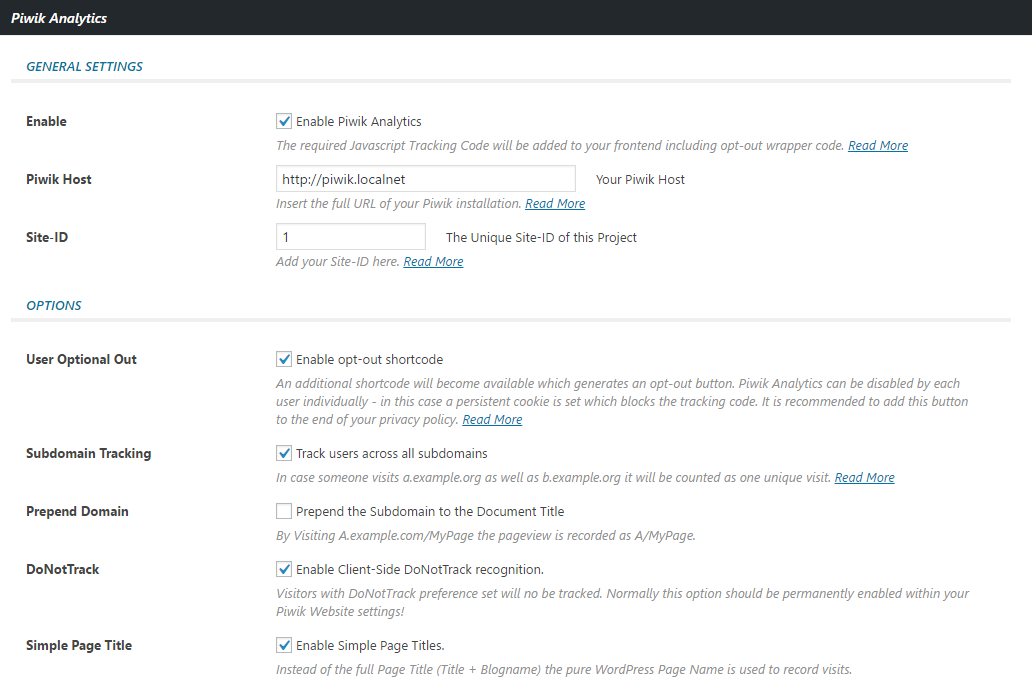 Piwik Analytics
GENERAL SETTINGS
Enable
Enable Piwik Analytics
The required Javascript Tracking Code will be added to your frontend including opt-out wrapper code. Read More
Piwik Host
http://piwik.localnet
Your Piwik Host
Insert the full URL of your Piwik installation. Read More
Site-ID
1
The Unique Site-ID of this Project
Add your Site-ID here. Read More
OPTIONS
User Optional Out
Enable opt-out shortcode
An additional shortcode will become available which generates an opt-out button. Piwik Analytics can be disabled by each
user individually - in this case a persistent cookie is set which blocks the tracking code. It is recommended to add this button
to the end of your privacy policy. Read More
Subdomain Tracking
Track users across all subdomains
In case someone visits a.example.org as well as b.example.org it will be counted as one unique visit. Read More
Prepend Domain
Prepend the Subdomain to the Document Title
By Visiting A.example.com/MyPage the pageview is recorded as A/MyPage.
DoNotTrack
Enable Client-Side DoNotTrack recognition.
Visitors with DoNotTrack preference set will no be tracked. Normally this option should be permanently enabled within your
Piwik Website settings!
Simple Page Title
Enable Simple Page Titles.
Instead of the full Page Title (Title + Blogname) the pure WordPress Page Name is used to record visits.